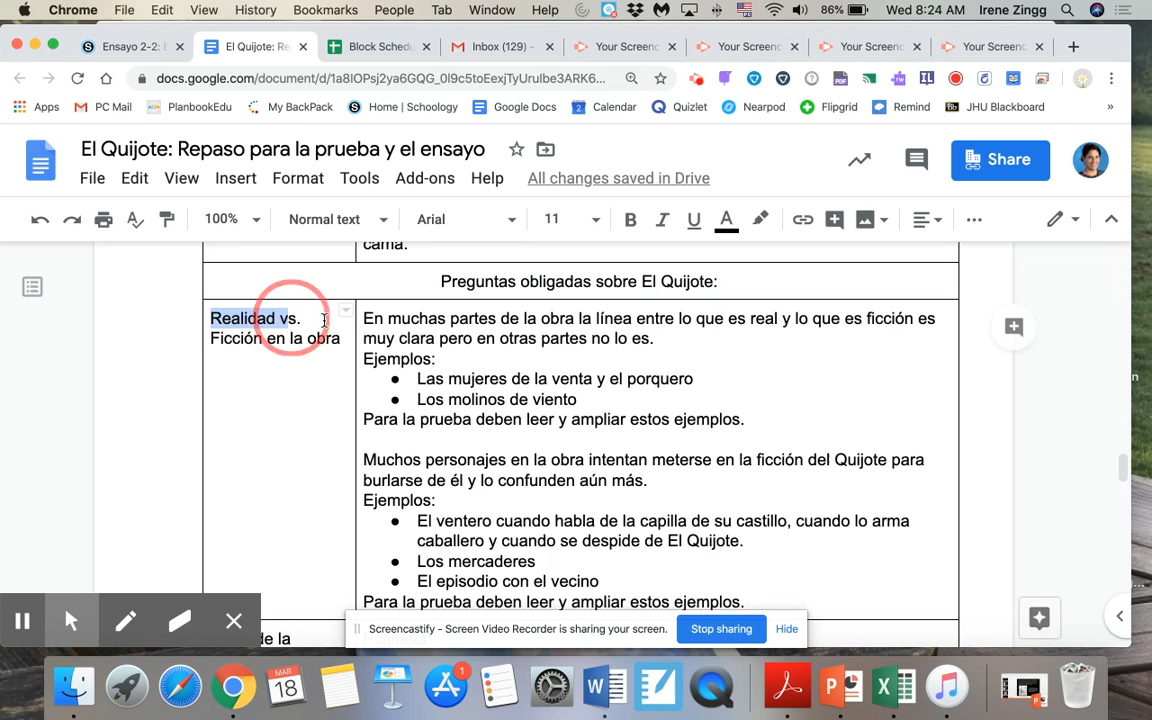 Chrome File Edit View History Bookmarks People Tab Window Help 86% Wed 8:24 AM Irene Zingg
Ensayo 2-2: E
El Quijote: Re
Block Schedu
Inbox (129) -
Your Screenc
Your Screenc
Your Screenc
Your Screenc
docs.google.com/document/d/1a8IOPsj2ya6GQG_0I9c5toEexjTyUrulbe3ARK6...
Apps PC Mail PlanbookEdu My BackPack Home | Schoology Google Docs Calendar Quizlet Nearpod Flipgrid Remind JHU Blackboard »
El Quijote: Repaso para la prueba y el ensayo
Share
File Edit View Insert Format Tools Add-ons Help All changes saved in Drive
100% Normal text Arial 11 B I U A
cama.
Preguntas obligadas sobre El Quijote:
Realidad vs.
Ficción en la obra
En muchas partes de la obra la línea entre lo que es real y lo que es ficción es
muy clara pero en otras partes no lo es.
Ejemplos:
● Las mujeres de la venta y el porquero
● Los molinos de viento
Para la prueba deben leer y ampliar estos ejemplos.
Muchos personajes en la obra intentan meterse en la ficción del Quijote para
burlarse de él y lo confunden aún más.
Ejemplos:
● El ventero cuando habla de la capilla de su castillo, cuando lo arma
caballero y cuando se despide de El Quijote.
● Los mercaderes
● El episodio con el vecino
Para la prueba deben leer y ampliar estos ejemplos.
de la
Screencastify - Screen Video Recorder is sharing your screen.
Stop sharing
Hide
MAR
18
1